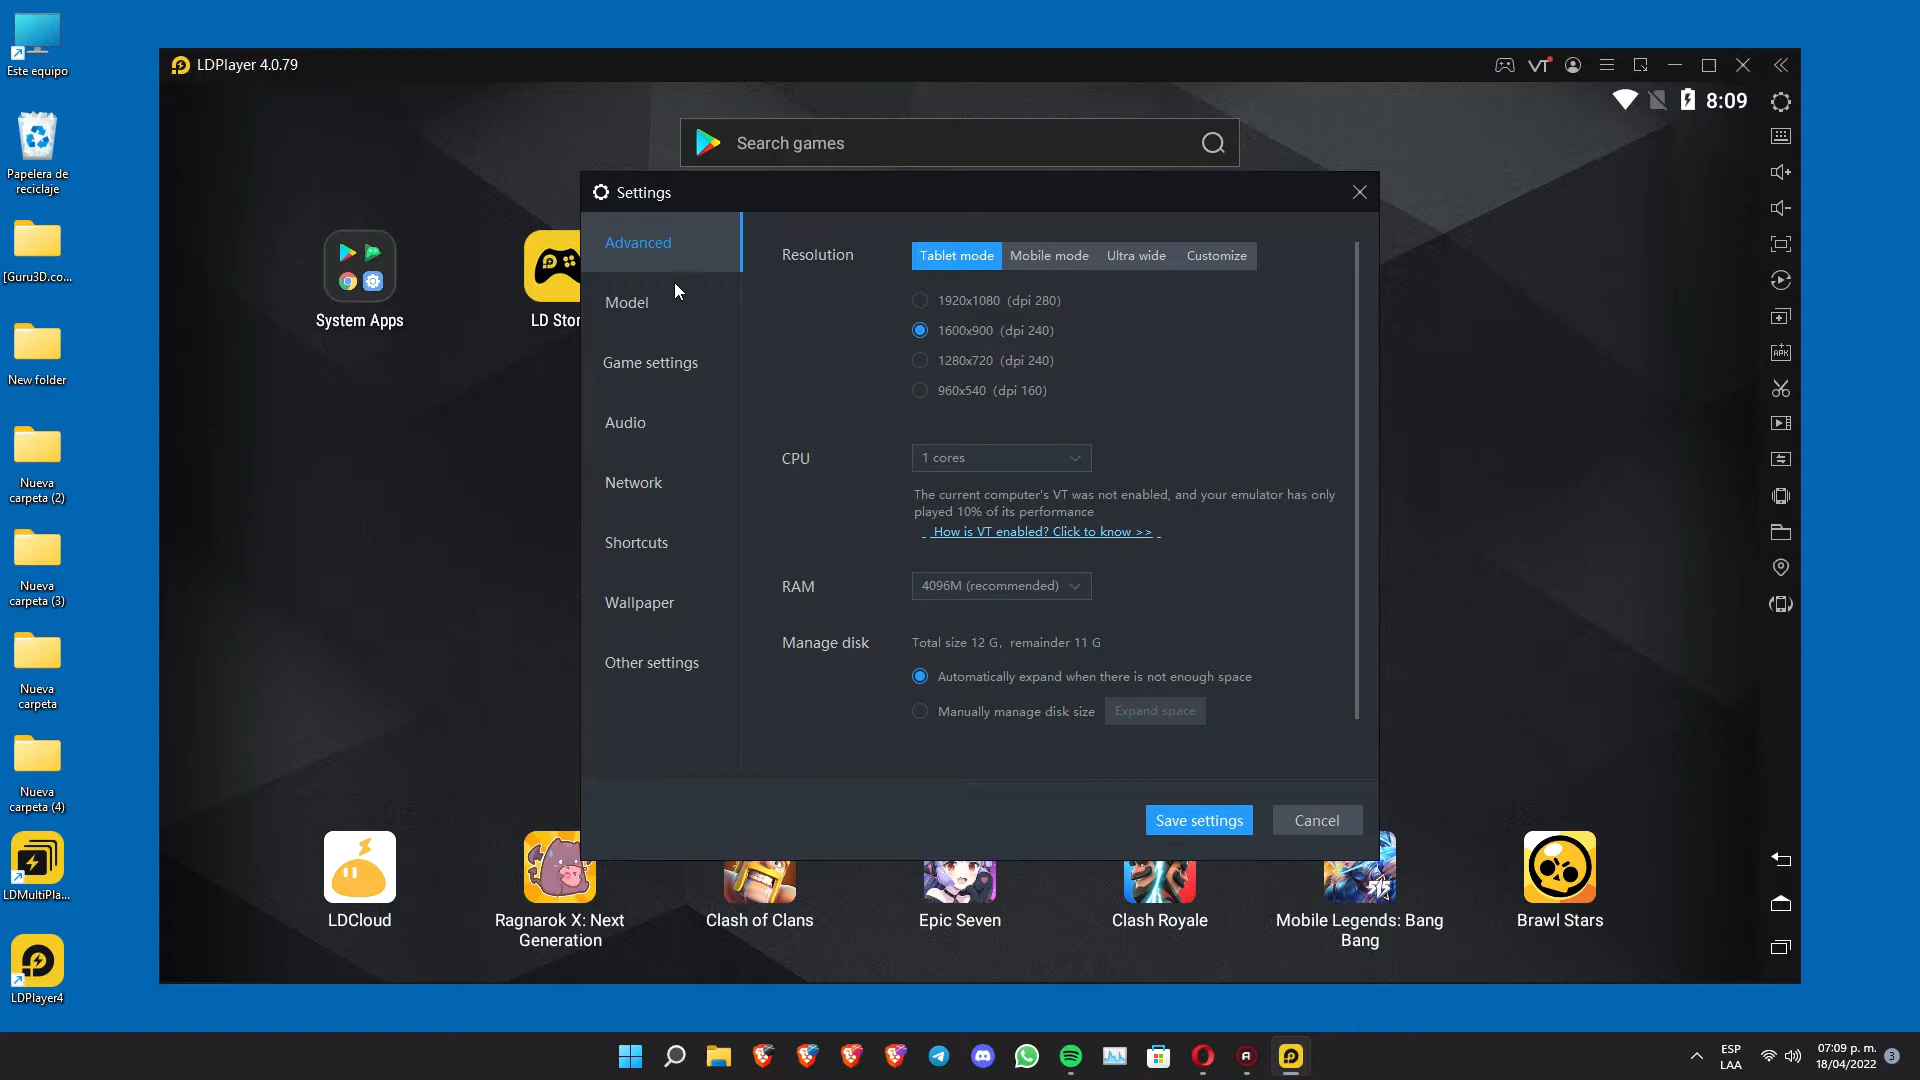 Este equipo
Papelera de
reciclaje
[Guru3D.co...
New folder
Nueva
carpeta (2)
Nueva
carpeta (3)
Nueva
carpeta
Nueva
carpeta (4)
LDMultiPla...
LDPlayer4
LDPlayer 4.0.79
VT
8:09
Search games
System Apps
LD Stor
Settings
Advanced
Model
Game settings
Audio
Network
Shortcuts
Wallpaper
Other settings
Resolution
Tablet mode Mobile mode Ultra wide Customize
1920x1080 (dpi 280)
1600x900 (dpi 240)
1280x720 (dpi 240)
960x540 (dpi 160)
CPU
1 cores
The current computer's VT was not enabled, and your emulator has only
played 10% of its performance
How is VT enabled? Click to know >>
RAM
4096M (recommended)
Manage disk
Total size 12 G, remainder 11 G
Automatically expand when there is not enough space
Manually manage disk size Expand space
Save settings Cancel
APK
515
LDCloud
Ragnarok X: Next
Generation
Clash of Clans
Epic Seven
Clash Royale
Mobile Legends: Bang
Bang
Brawl Stars
ESP
LAA
07:09 p. m.
18/04/2022
3